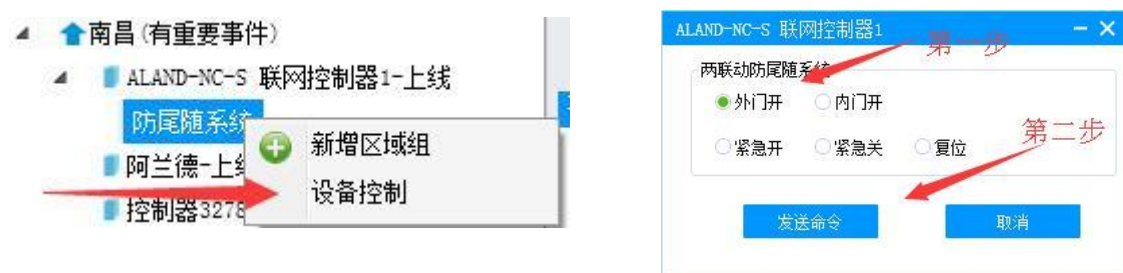 南昌(有重要事件)
ALAND-NC-S 联网控制器1-上线
防尾随系统
新增区域组
阿兰德-上线
设备控制
控制器3278
ALAND-NC-S 联网控制器1
第一步
两联动防尾随系统
外门开 内门开
第二步
紧急开 紧急关 复位
发送命令 取消